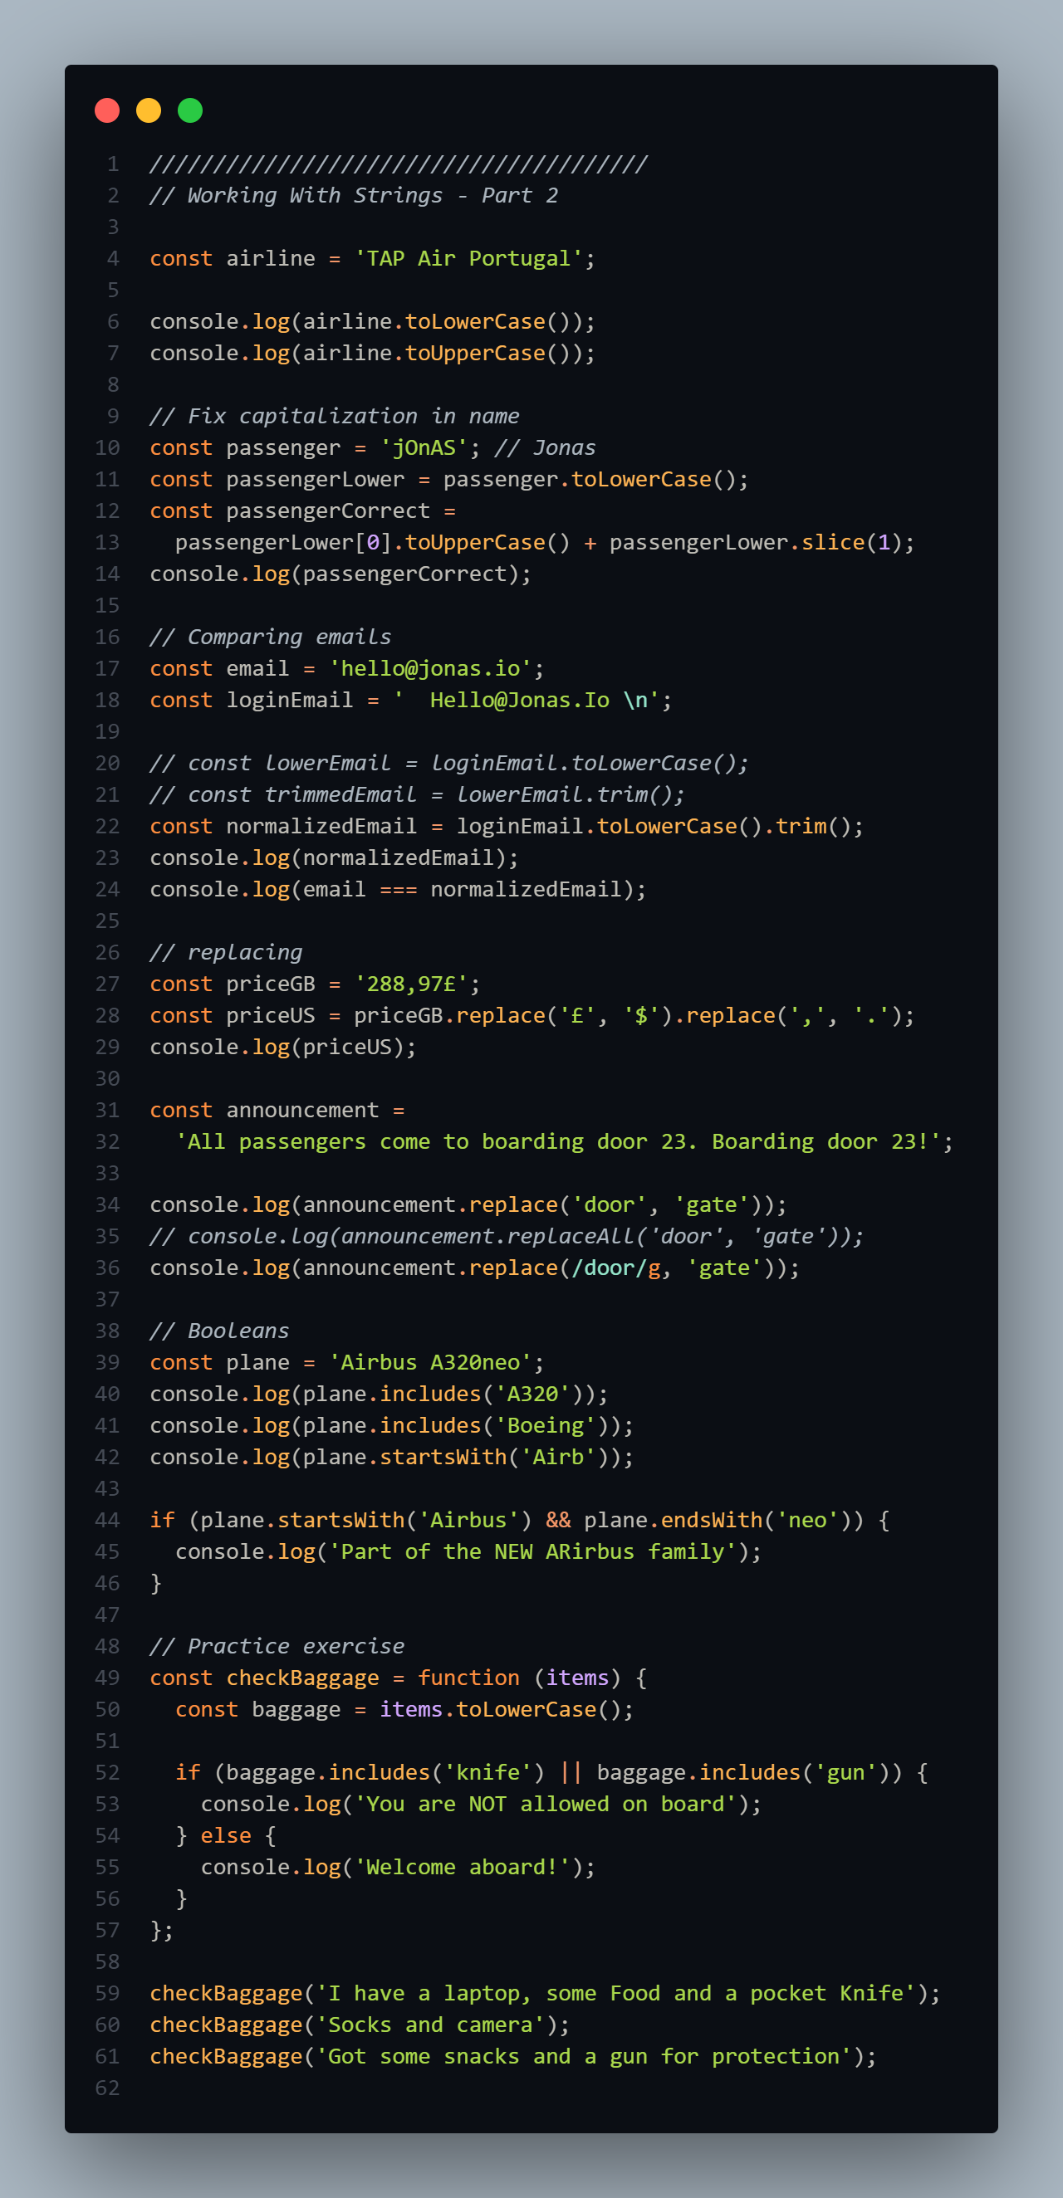 1 ///////////////////////////////////////
2 // Working With Strings - Part 2
3
4 const airline = 'TAP Air Portugal';
5
6 console.log(airline.toLowerCase());
7 console.log(airline.toUpperCase());
8
9 // Fix capitalization in name
10 const passenger = 'jOnAS'; // Jonas
11 const passengerLower = passenger.toLowerCase();
12 const passengerCorrect =
13   passengerLower[0].toUpperCase() + passengerLower.slice(1);
14 console.log(passengerCorrect);
15
16 // Comparing emails
17 const email = 'hello@jonas.io';
18 const loginEmail = '  Hello@Jonas.Io \n';
19
20 // const lowerEmail = loginEmail.toLowerCase();
21 // const trimmedEmail = lowerEmail.trim();
22 const normalizedEmail = loginEmail.toLowerCase().trim();
23 console.log(normalizedEmail);
24 console.log(email === normalizedEmail);
25
26 // replacing
27 const priceGB = '288,97£';
28 const priceUS = priceGB.replace('£', '$').replace(',', '.');
29 console.log(priceUS);
30
31 const announcement =
32   'All passengers come to boarding door 23. Boarding door 23!';
33
34 console.log(announcement.replace('door', 'gate'));
35 // console.log(announcement.replaceAll('door', 'gate'));
36 console.log(announcement.replace(/door/g, 'gate'));
37
38 // Booleans
39 const plane = 'Airbus A320neo';
40 console.log(plane.includes('A320'));
41 console.log(plane.includes('Boeing'));
42 console.log(plane.startsWith('Airb'));
43
44 if (plane.startsWith('Airbus') && plane.endsWith('neo')) {
45   console.log('Part of the NEW ARirbus family');
46 }
47
48 // Practice exercise
49 const checkBaggage = function (items) {
50   const baggage = items.toLowerCase();
51
52   if (baggage.includes('knife') || baggage.includes('gun')) {
53     console.log('You are NOT allowed on board');
54   } else {
55     console.log('Welcome aboard!');
56   }
57 };
58
59 checkBaggage('I have a laptop, some Food and a pocket Knife');
60 checkBaggage('Socks and camera');
61 checkBaggage('Got some snacks and a gun for protection');
62